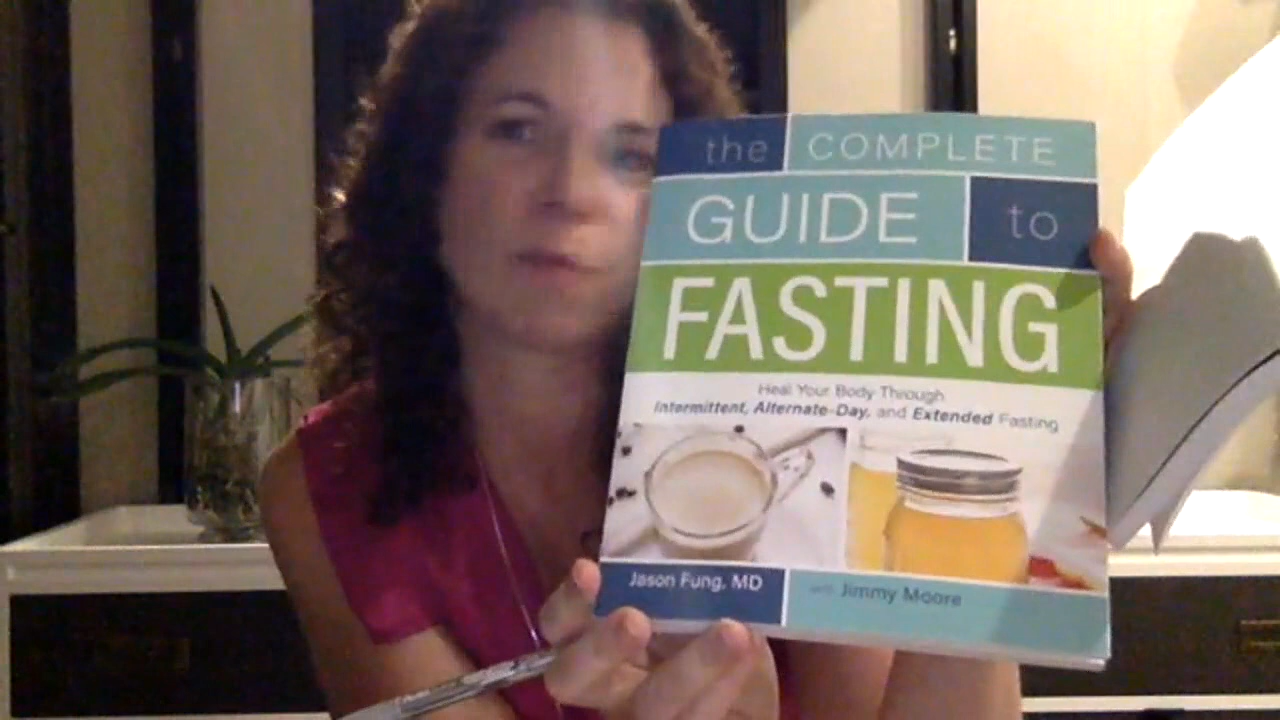 the COMPLETE
GUIDE to
FASTING
Heal Your Body Through
Intermittent, Alternate-Day, and Extended Fasting
Jason Fung, MD with Jimmy Moore